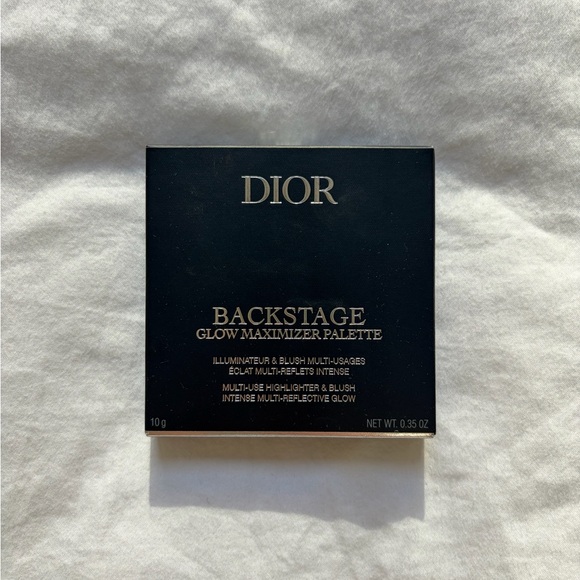 DIOR
BACKSTAGE
GLOW MAXIMIZER PALETTE
ILLUMINATEUR & BLUSH MULTI-USAGES
ÉCLAT MULTI-REFLETS INTENSE
MULTI-USE HIGHLIGHTER & BLUSH
INTENSE MULTI-REFLECTIVE GLOW
10 g NET WT. 0.35 OZ